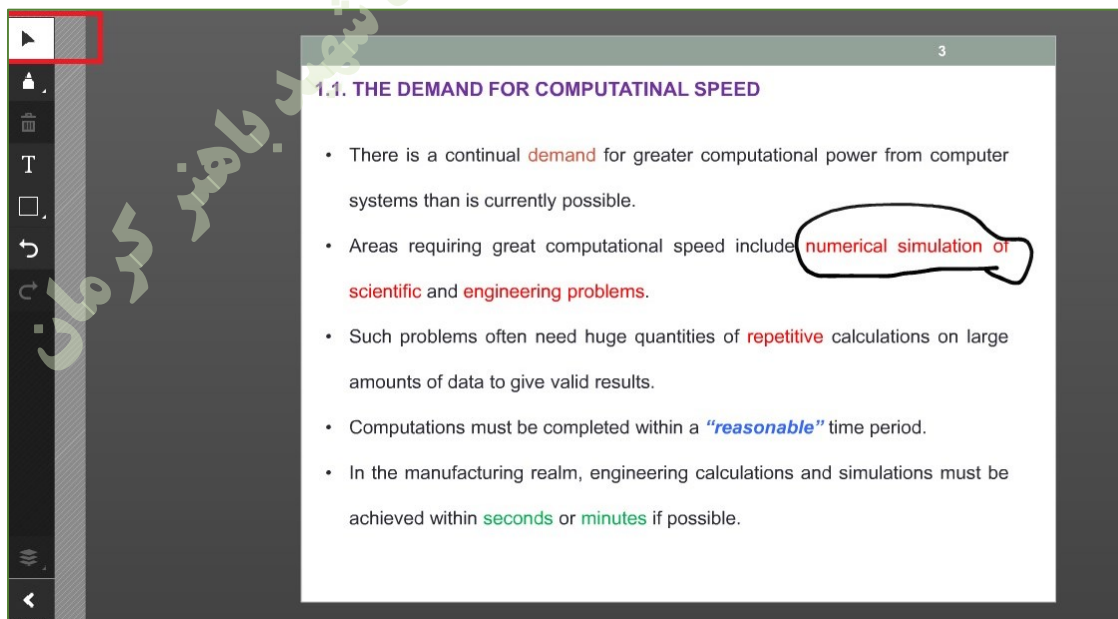 3
1.1. THE DEMAND FOR COMPUTATINAL SPEED
• There is a continual demand for greater computational power from computer
systems than is currently possible.
• Areas requiring great computational speed include numerical simulation of
scientific and engineering problems.
• Such problems often need huge quantities of repetitive calculations on large
amounts of data to give valid results.
• Computations must be completed within a “reasonable” time period.
• In the manufacturing realm, engineering calculations and simulations must be
achieved within seconds or minutes if possible.
T
شهید باهنر کرمان